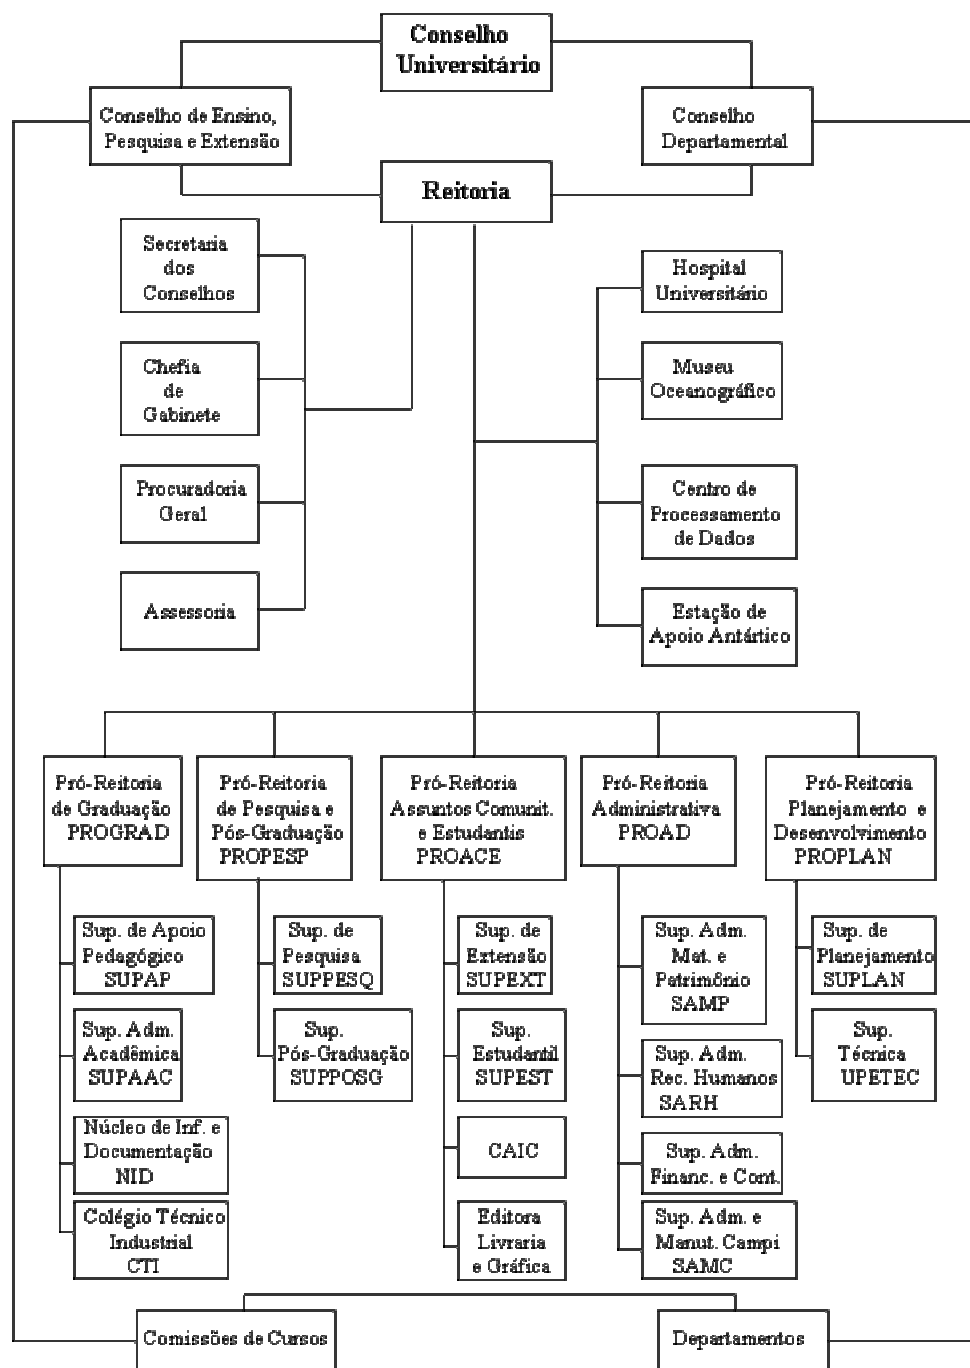 Conselho
Universitário
Conselho de Ensino,
Pesquisa e Extensão
Conselho
Departamental
Reitoria
Secretaria
dos
Conselhos
Hospital
Universitário
Chefia
de
Gabinete
Museu
Oceanográfico
Procuradoria
Geral
Centro de
Processamento
de Dados
Assessoria
Estação de
Apoio Antártico
Pró-Reitoria
de Graduação
PROGRAD
Pró-Reitoria
de Pesquisa e
Pós-Graduação
PROPESP
Pró-Reitoria
Assuntos Comunit.
e Estudantis
PROACE
Pró-Reitoria
Administrativa
PROAD
Pró-Reitoria
Planejamento e
Desenvolvimento
PROPLAN
Sup. de Apoio
Pedagógico
SUPAP
Sup. Adm.
Acadêmica
SUPAAC
Núcleo de Inf. e
Documentação
NID
Colégio Técnico
Industrial
CTI
Sup. de
Pesquisa
SUPPESQ
Sup.
Pós-Graduação
SUPPOSG
Sup. de
Extensão
SUPEXT
Sup.
Estudantil
SUPEST
CAIC
Editora
Livraria
e Gráfica
Sup. Adm.
Mat. e
Patrimônio
SAMP
Sup. Adm.
Rec. Humanos
SARH
Sup. Adm.
Financ. e Cont.
Sup. Adm. e
Manut. Campi
SAMC
Sup. de
Planejamento
SUPLAN
Sup.
Técnica
UPETEC
Comissões de Cursos
Departamentos